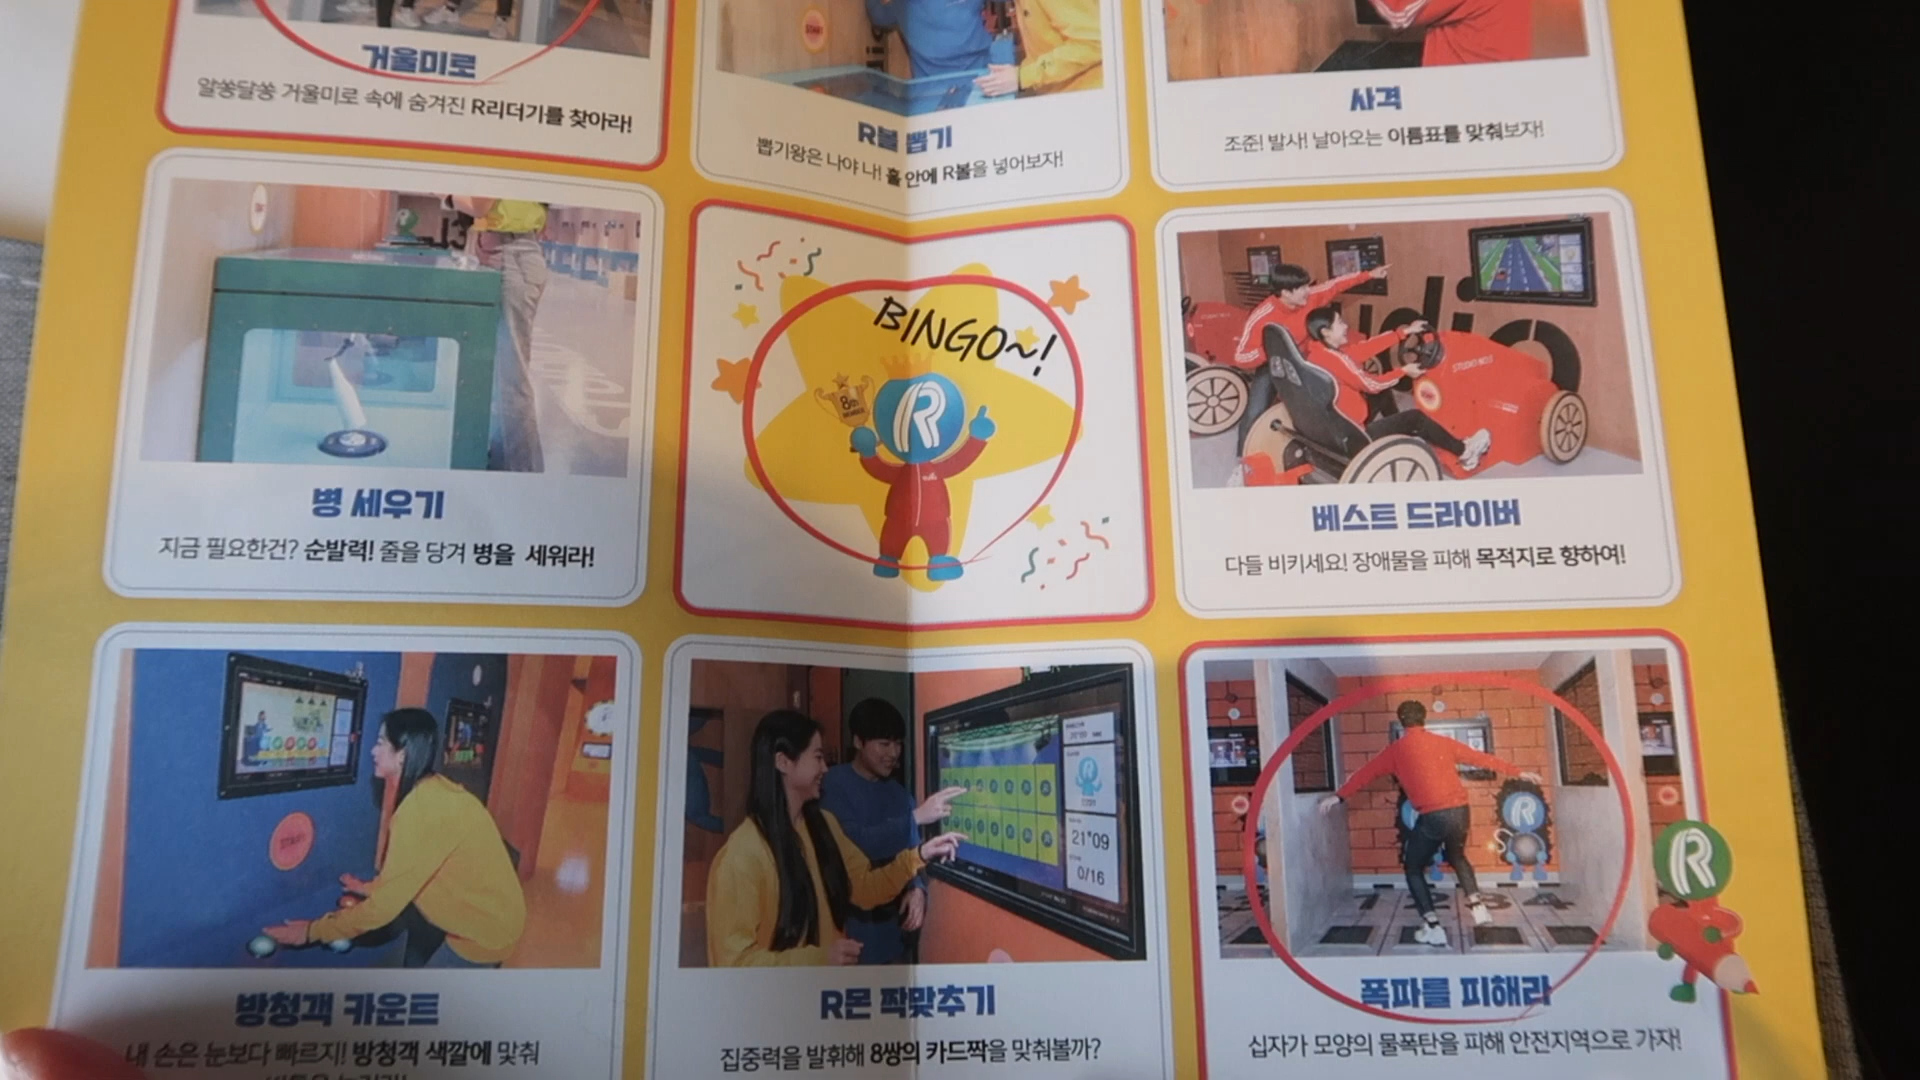 거울미로
알쏭달쏭 거울미로 속에 숨겨진 R리더기를 찾아라!
R볼 뽑기
뽑기왕은 나야 나! 홀 안에 R볼을 넣어보자!
사격
조준! 발사! 날아오는 이름표를 맞춰보자!
병 세우기
지금 필요한건? 순발력! 줄을 당겨 병을 세워라!
BINGO~!
8th
R
베스트 드라이버
다들 비키세요! 장애물을 피해 목적지로 향하여!
방청객 카운트
내 손은 눈보다 빠르지! 방청객 색깔에 맞춰
21"09
0/16
R몬 짝맞추기
집중력을 발휘해 8쌍의 카드짝을 맞춰볼까?
폭파를 피해라
십자가 모양의 물폭탄을 피해 안전지역으로 가자!
R